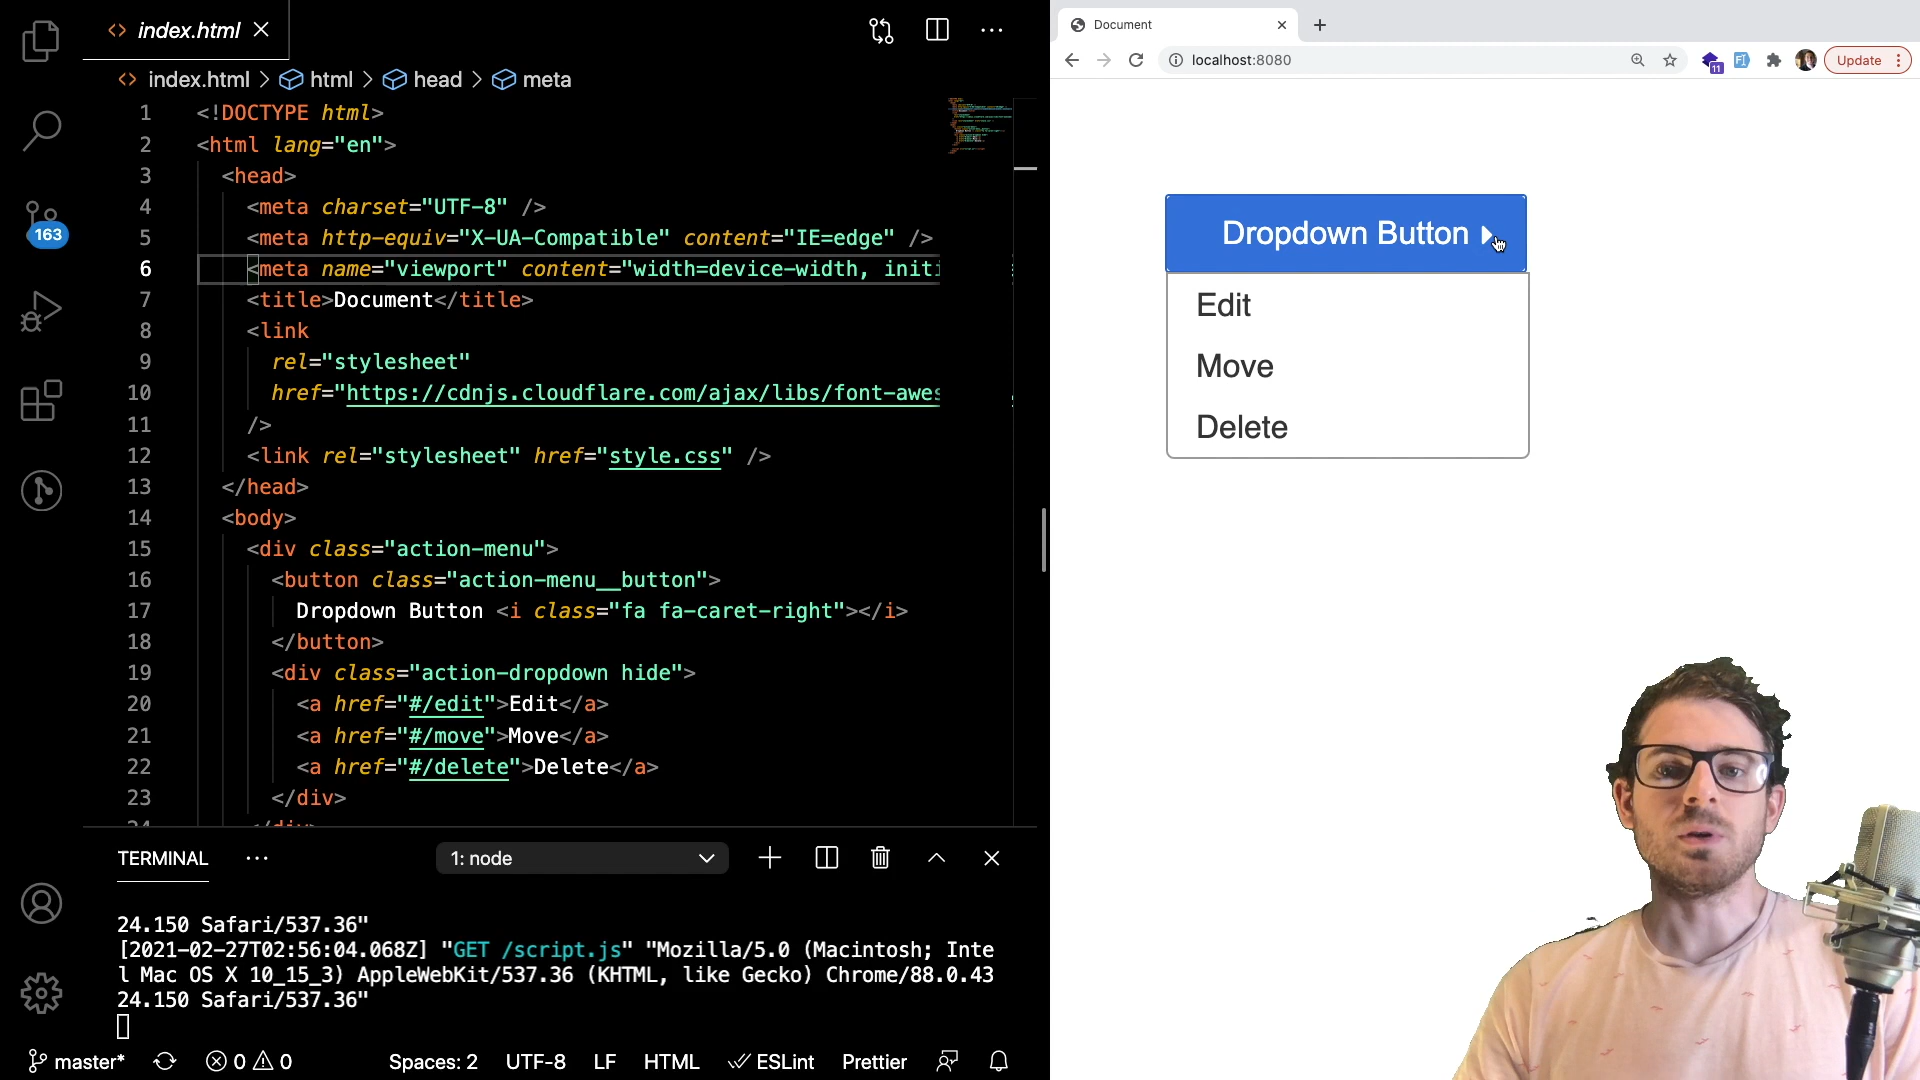 index.html
index.html > html > head > meta
1 <!DOCTYPE html>
2 <html lang="en">
3 <head>
4 <meta charset="UTF-8" />
5 <meta http-equiv="X-UA-Compatible" content="IE=edge" />
6 <meta name="viewport" content="width=device-width, initi
7 <title>Document</title>
8 <link
9 rel="stylesheet"
10 href="https://cdnjs.cloudflare.com/ajax/libs/font-awes
11 />
12 <link rel="stylesheet" href="style.css" />
13 </head>
14 <body>
15 <div class="action-menu">
16 <button class="action-menu__button">
17 Dropdown Button <i class="fa fa-caret-right"></i>
18 </button>
19 <div class="action-dropdown hide">
20 <a href="#/edit">Edit</a>
21 <a href="#/move">Move</a>
22 <a href="#/delete">Delete</a>
23 </div>
163
TERMINAL
1: node
24.150 Safari/537.36"
[2021-02-27T02:56:04.068Z] "GET /script.js" "Mozilla/5.0 (Macintosh; Inte
l Mac OS X 10_15_3) AppleWebKit/537.36 (KHTML, like Gecko) Chrome/88.0.43
24.150 Safari/537.36"
master* 0 0 Spaces: 2 UTF-8 LF HTML ESLint Prettier
Document
localhost:8080
11
Update
Dropdown Button
Edit
Move
Delete